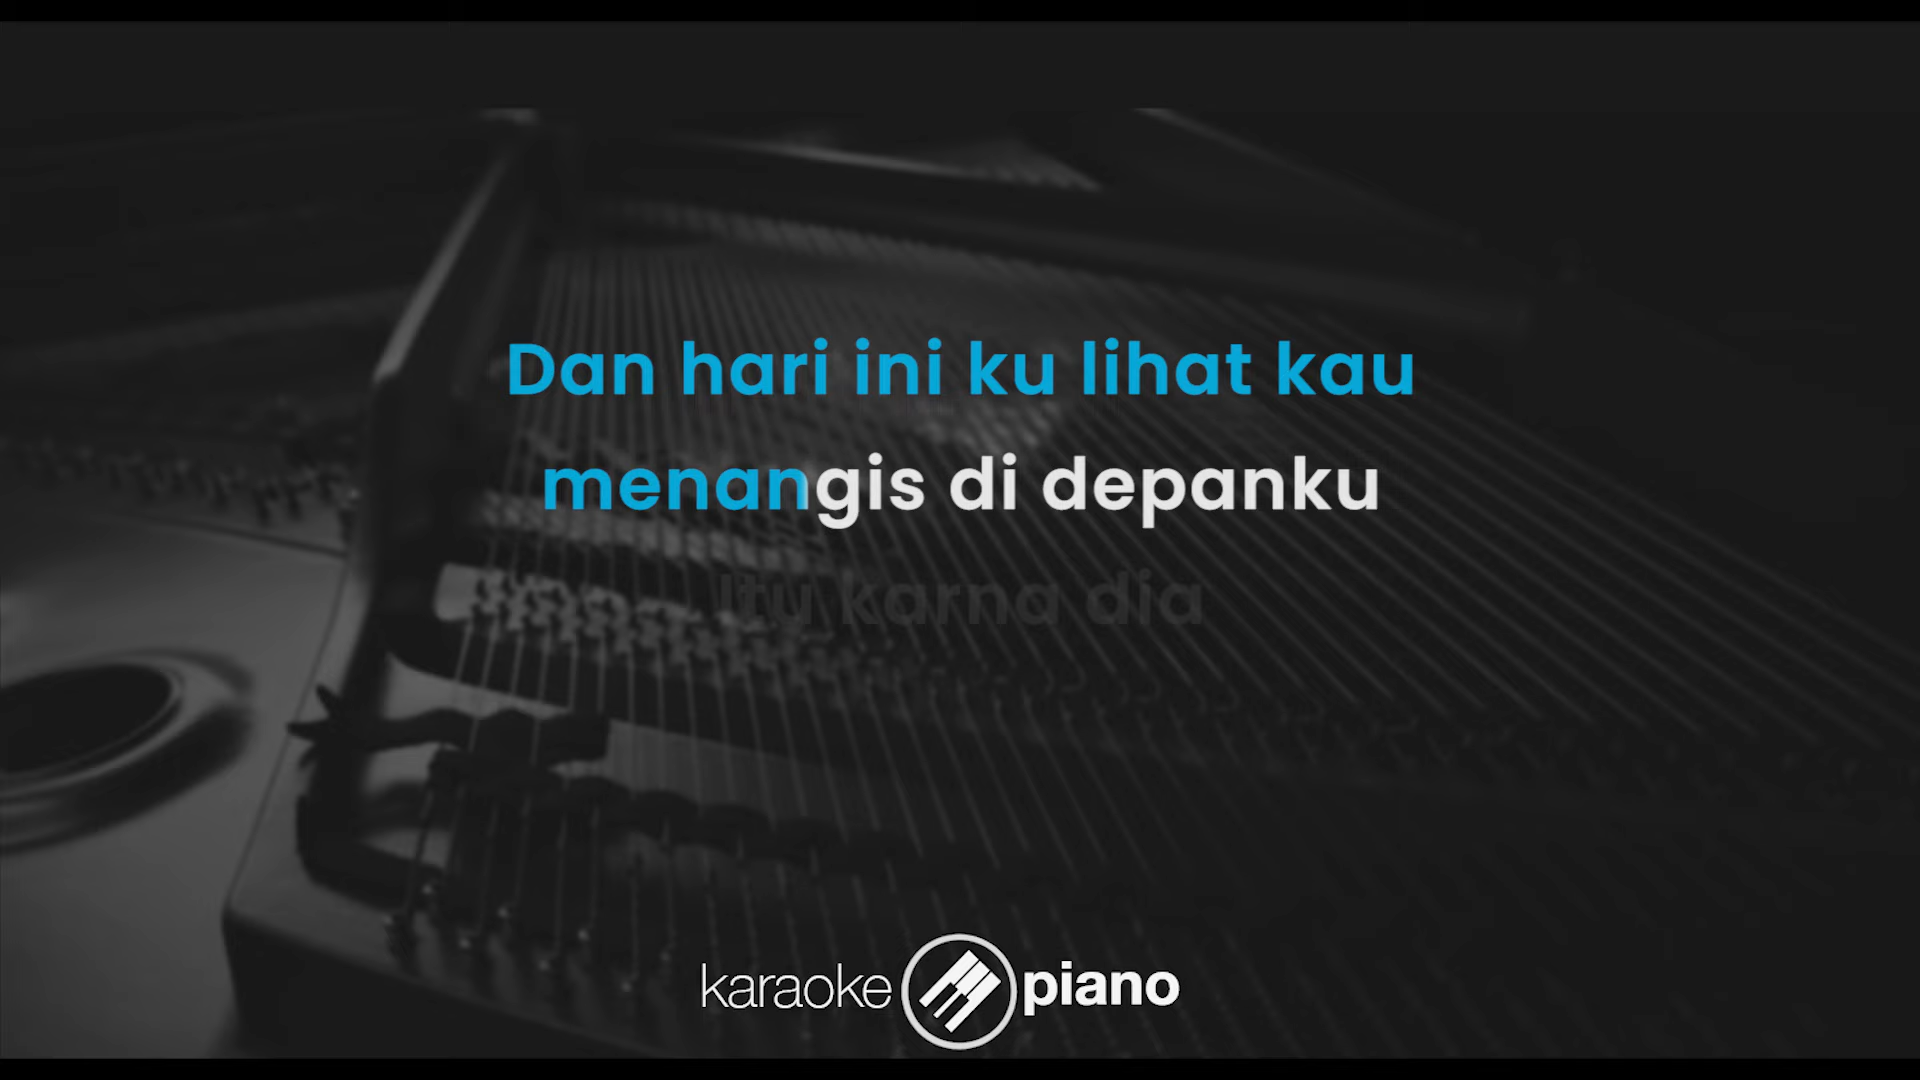 Dan hari ini ku lihat kau
menangis di depanku
Itu karna dia
karaoke piano